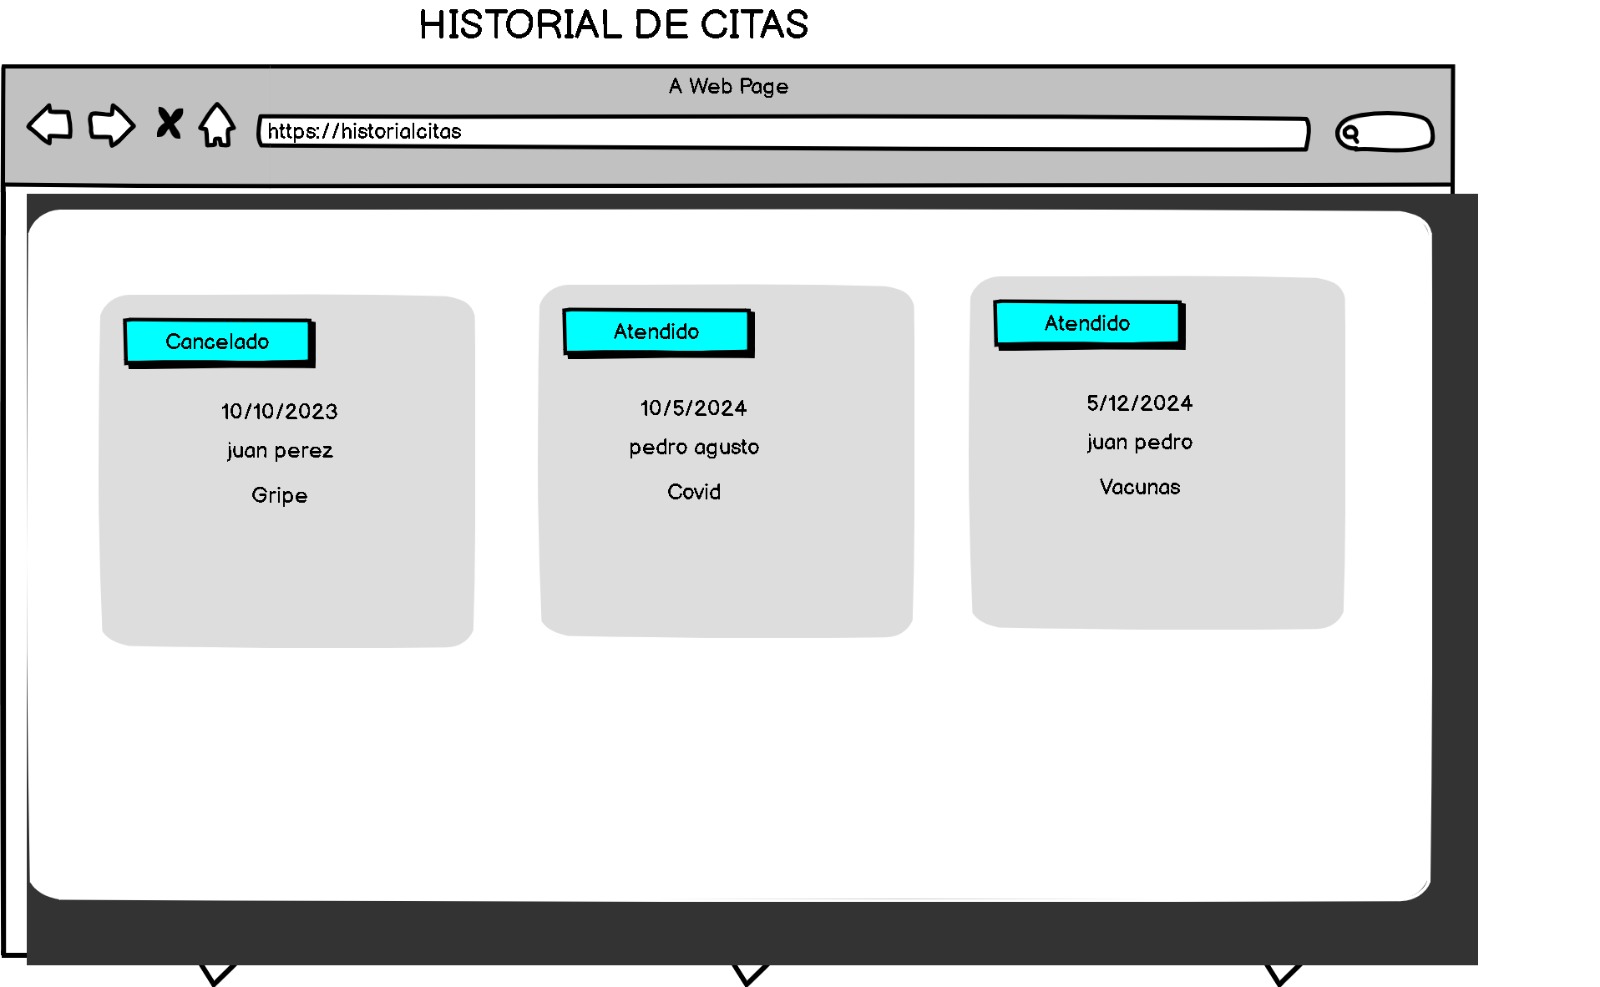 HISTORIAL DE CITAS
A Web Page
https://historialcitas
Cancelado
10/10/2023
juan perez
Gripe
Atendido
10/5/2024
pedro agusto
Covid
Atendido
5/12/2024
juan pedro
Vacunas